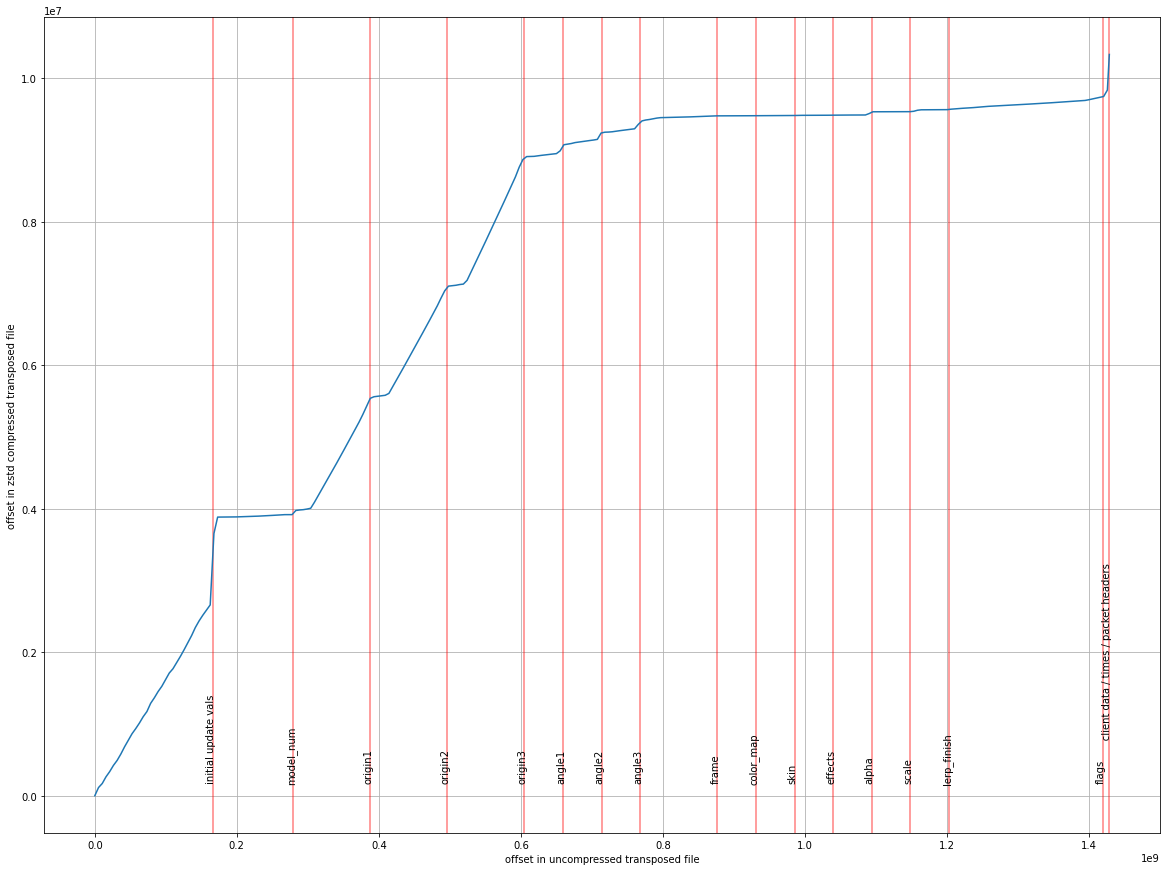 1e7
1.0
0.8
0.6
0.4
0.2
0.0
offset in zstd compressed transposed file
initial update vals
model_num
origin1
origin2
origin3
angle1
angle2
angle3
frame
color_map
skin
effects
alpha
scale
lerp_finish
flags
client data / times / packet headers
0.0 0.2 0.4 0.6 0.8 1.0 1.2 1.4
offset in uncompressed transposed file
1e9